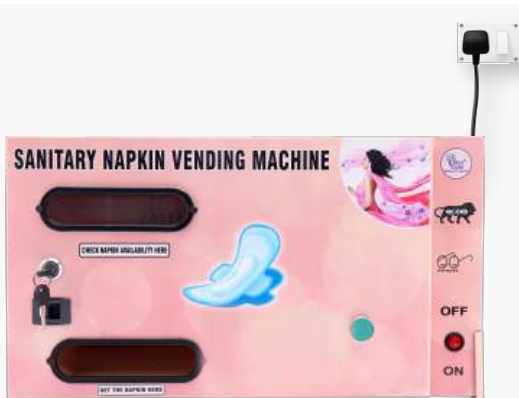 SANITARY NAPKIN VENDING MACHINE
CHECK NAPKIN AVAILABILITY HERE
OFF
ON
GET THE NAPKIN HERE